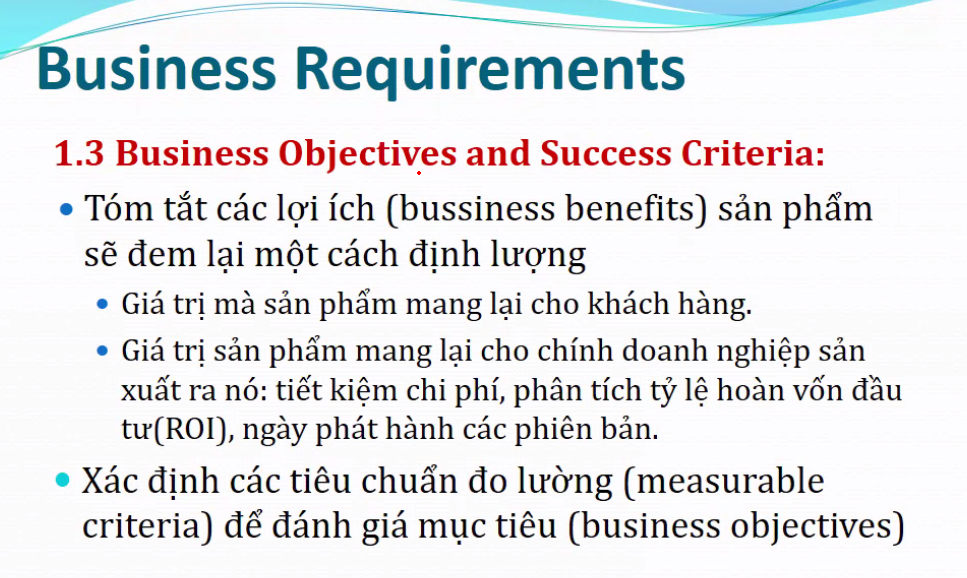 Business Requirements
1.3 Business Objectives and Success Criteria:
• Tóm tắt các lợi ích (bussiness benefits) sản phẩm
sẽ đem lại một cách định lượng
• Giá trị mà sản phẩm mang lại cho khách hàng.
• Giá trị sản phẩm mang lại cho chính doanh nghiệp sản
xuất ra nó: tiết kiệm chi phí, phân tích tỷ lệ hoàn vốn đầu
tư(ROI), ngày phát hành các phiên bản.
• Xác định các tiêu chuẩn đo lường (measurable
criteria) để đánh giá mục tiêu (business objectives)